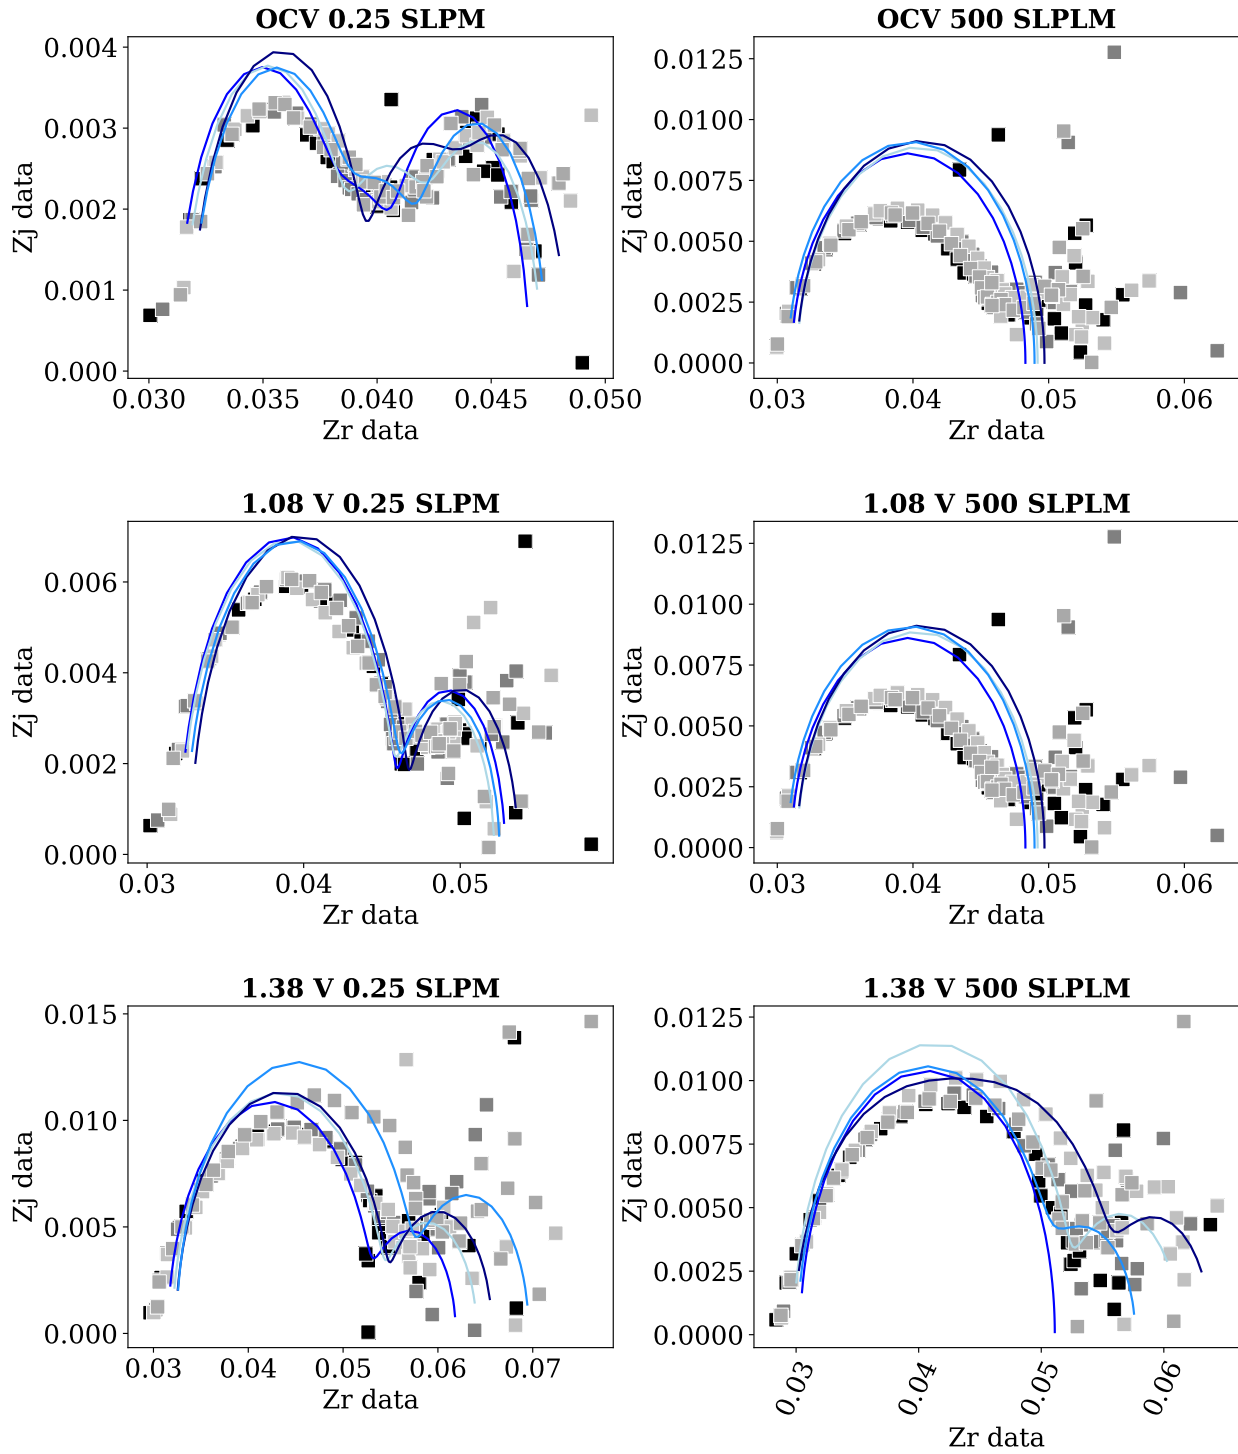 OCV 0.25 SLPM
0.004
0.003
0.002
0.001
0.000
Zj data
0.030 0.035 0.040 0.045 0.050
Zr data
OCV 500 SLPLM
0.0125
0.0100
0.0075
0.0050
0.0025
0.0000
Zj data
0.03 0.04 0.05 0.06
Zr data
1.08 V 0.25 SLPM
0.006
0.004
0.002
0.000
Zj data
0.03 0.04 0.05
Zr data
1.08 V 500 SLPLM
0.0125
0.0100
0.0075
0.0050
0.0025
0.0000
Zj data
0.03 0.04 0.05 0.06
Zr data
1.38 V 0.25 SLPM
0.015
0.010
0.005
0.000
Zj data
0.03 0.04 0.05 0.06 0.07
Zr data
1.38 V 500 SLPLM
0.0125
0.0100
0.0075
0.0050
0.0025
0.0000
Zj data
0.03 0.04 0.05 0.06
Zr data